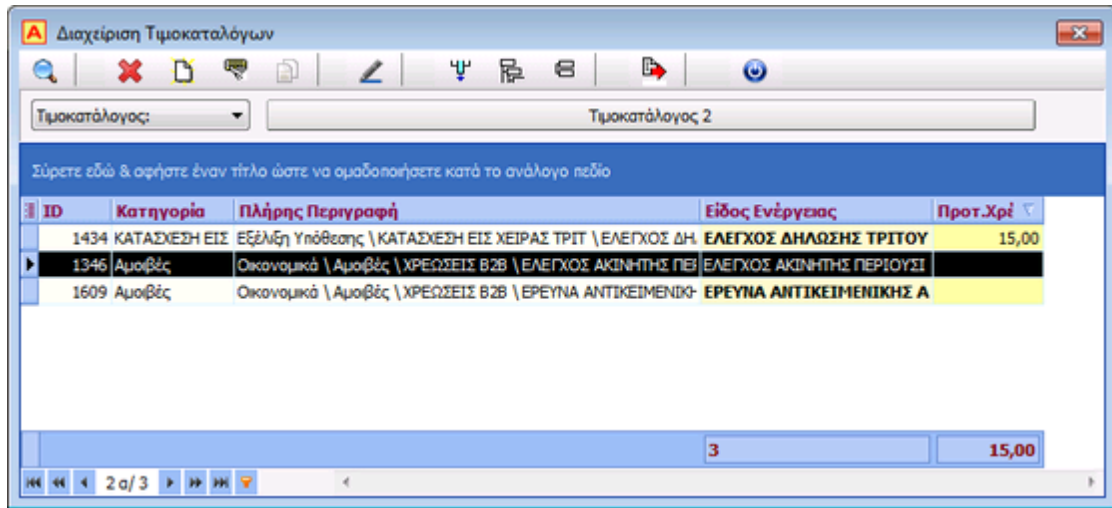 Διαχείριση Τιμοκαταλόγων
Τιμοκατάλογος: Τιμοκατάλογος 2
Σύρετε εδώ & αφήστε έναν τίτλο ώστε να ομαδοποιήσετε κατά το ανάλογο πεδίο
ID Κατηγορία Πλήρης Περιγραφή Είδος Ενέργειας Προτ.Χρέ
1434 ΚΑΤΑΣΧΕΣΗ ΕΙΣ Εξέλιξη Υπόθεσης \ ΚΑΤΑΣΧΕΣΗ ΕΙΣ ΧΕΙΡΑΣ ΤΡΙΤ \ ΕΛΕΓΧΟΣ ΔΗ. ΕΛΕΓΧΟΣ ΔΗΛΩΣΗΣ ΤΡΙΤΟΥ 15,00
1346 Αμοιβές Οικονομικά \ Αμοιβές \ ΧΡΕΩΣΕΙΣ B2B \ ΕΛΕΓΧΟΣ ΑΚΙΝΗΤΗΣ ΠΕΡ ΕΛΕΓΧΟΣ ΑΚΙΝΗΤΗΣ ΠΕΡΙΟΥΣΙ
1609 Αμοιβές Οικονομικά \ Αμοιβές \ ΧΡΕΩΣΕΙΣ B2B \ ΕΡΕΥΝΑ ΑΝΤΙΚΕΙΜΕΝΙΚΗ ΕΡΕΥΝΑ ΑΝΤΙΚΕΙΜΕΝΙΚΗΣ Α
3 15,00
2 α/ 3